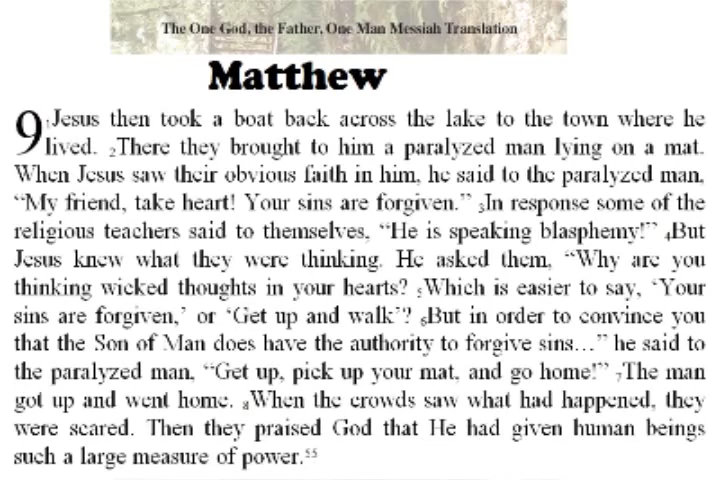 The One God, the Father, One Man Messiah Translation
Matthew
9 1Jesus then took a boat back across the lake to the town where he
lived. 2There they brought to him a paralyzed man lying on a mat.
When Jesus saw their obvious faith in him, he said to the paralyzed man,
“My friend, take heart! Your sins are forgiven.” 3In response some of the
religious teachers said to themselves, “He is speaking blasphemy!” 4But
Jesus knew what they were thinking. He asked them, “Why are you
thinking wicked thoughts in your hearts? 5Which is easier to say, ‘Your
sins are forgiven,’ or ‘Get up and walk’? 6But in order to convince you
that the Son of Man does have the authority to forgive sins…” he said to
the paralyzed man, “Get up, pick up your mat, and go home!” 7The man
got up and went home. 8When the crowds saw what had happened, they
were scared. Then they praised God that He had given human beings
such a large measure of power.55